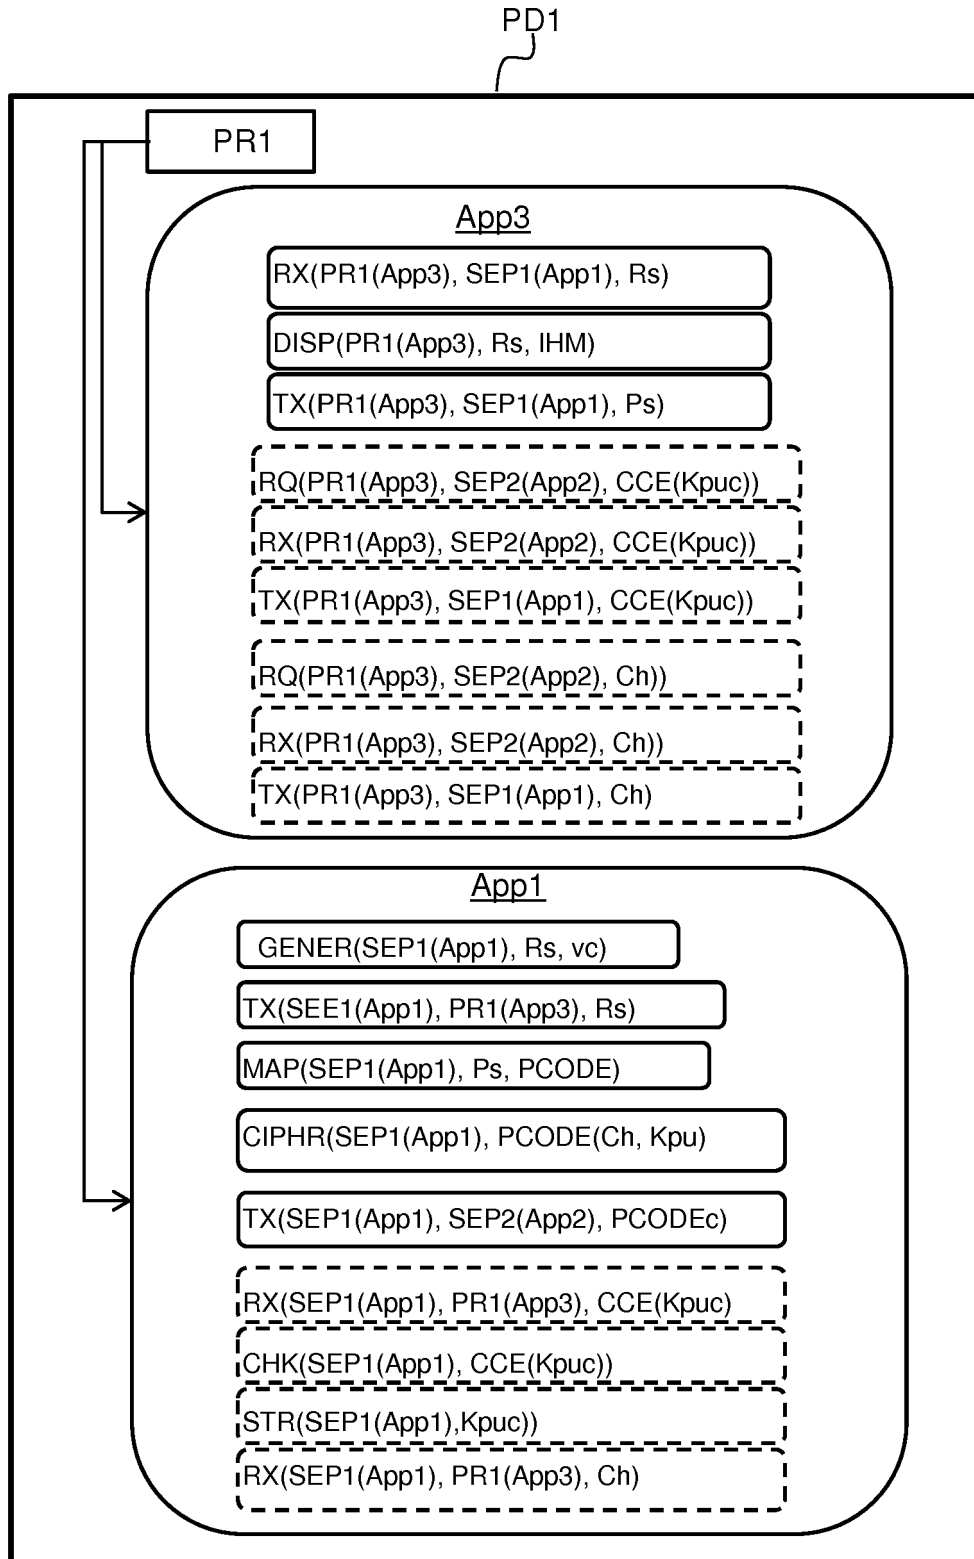 PD1
PR1
App3
RX(PR1(App3), SEP1(App1), Rs)
DISP(PR1(App3), Rs, IHM)
TX(PR1(App3), SEP1(App1), Ps)
RQ(PR1(App3), SEP2(App2), CCE(Kpuc))
RX(PR1(App3), SEP2(App2), CCE(Kpuc))
TX(PR1(App3), SEP1(App1), CCE(Kpuc))
RQ(PR1(App3), SEP2(App2), Ch))
RX(PR1(App3), SEP2(App2), Ch))
TX(PR1(App3), SEP1(App1), Ch)
App1
GENER(SEP1(App1), Rs, vc)
TX(SEE1(App1), PR1(App3), Rs)
MAP(SEP1(App1), Ps, PCODE)
CIPHR(SEP1(App1), PCODE(Ch, Kpu)
TX(SEP1(App1), SEP2(App2), PCODEc)
RX(SEP1(App1), PR1(App3), CCE(Kpuc)
CHK(SEP1(App1), CCE(Kpuc))
STR(SEP1(App1),Kpuc))
RX(SEP1(App1), PR1(App3), Ch)